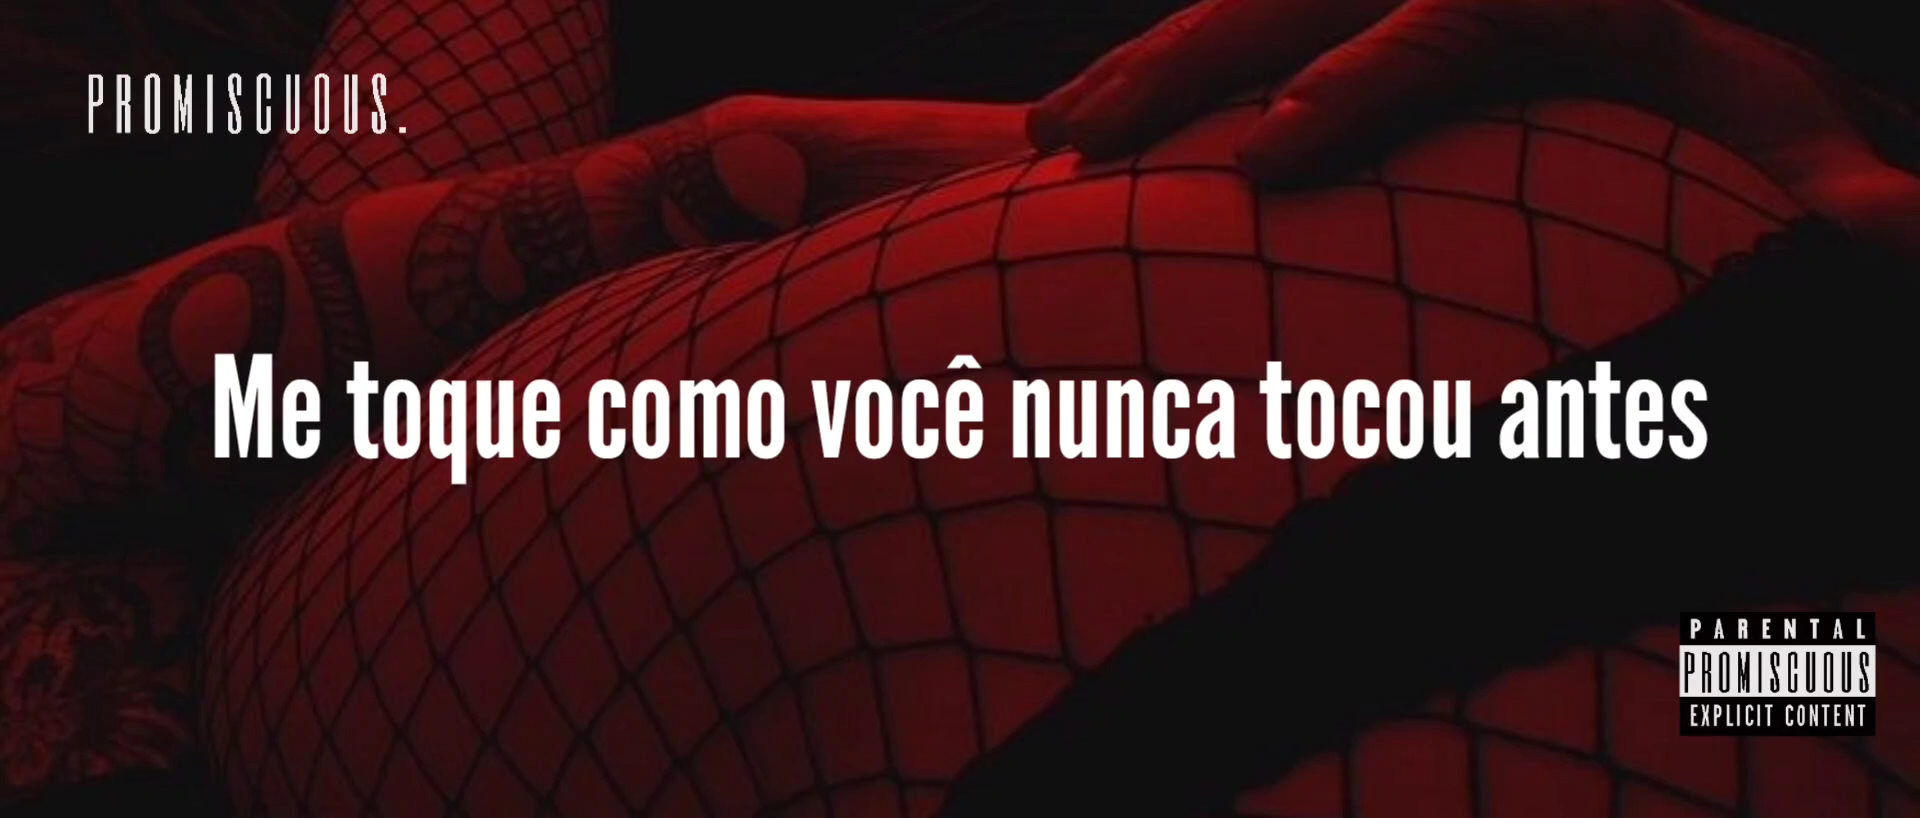 PROMISCUOUS.
Me toque como você nunca tocou antes
PARENTAL
PROMISCUOUS
EXPLICIT CONTENT